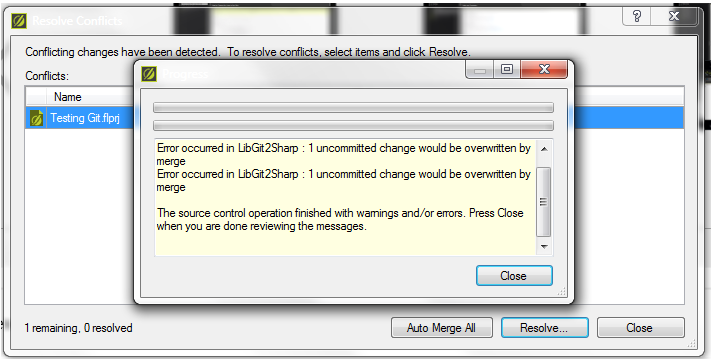 Resolve Conflicts
Conflicting changes have been detected. To resolve conflicts, select items and click Resolve.
Conflicts:
Progress
Name
Testing Git.flprj
Error occurred in LibGit2Sharp : 1 uncommitted change would be overwritten by
merge
Error occurred in LibGit2Sharp : 1 uncommitted change would be overwritten by
merge
The source control operation finished with warnings and/or errors. Press Close
when you are done reviewing the messages.
Close
1 remaining, 0 resolved
Auto Merge All
Resolve...
Close